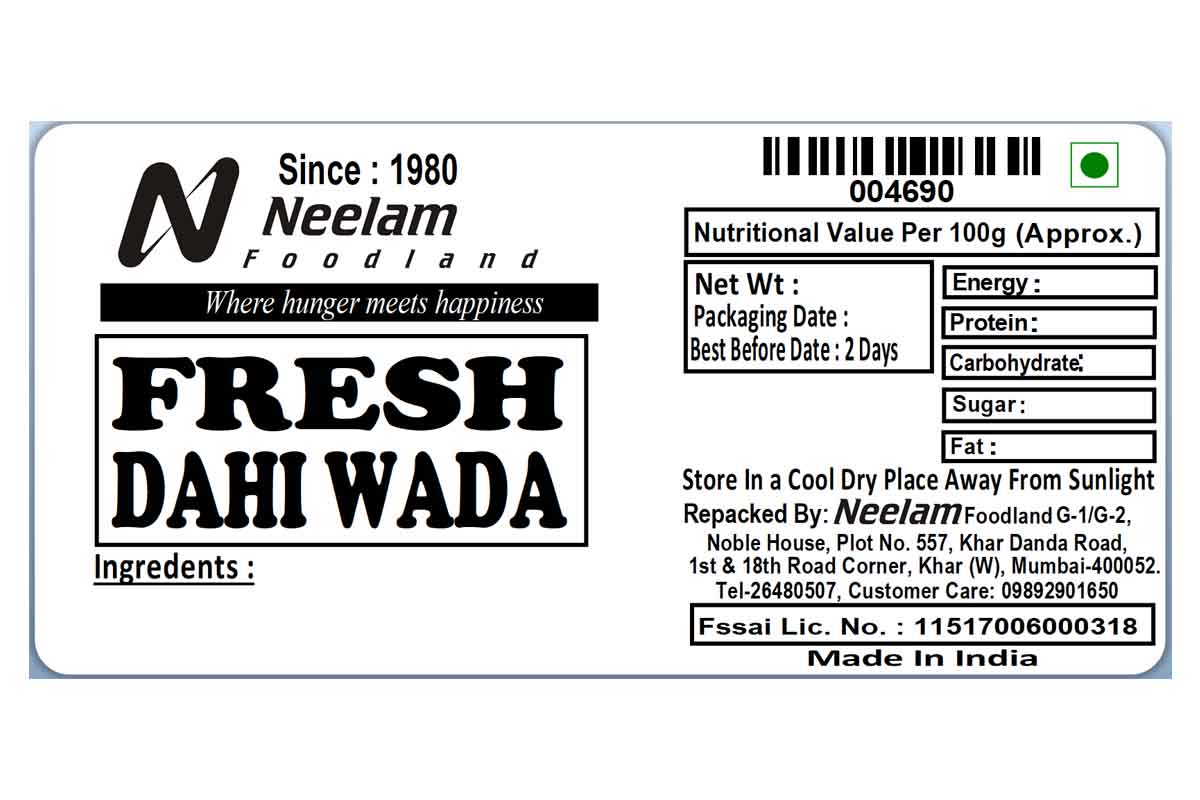 Since : 1980
Neelam
Foodland
Where hunger meets happiness
FRESH
DAHI WADA
Ingredents :
004690
Nutritional Value Per 100g (Approx.)
Net Wt :
Packaging Date :
Best Before Date : 2 Days
Energy :
Protein:
Carbohydrate:
Sugar :
Fat :
Store In a Cool Dry Place Away From Sunlight
Repacked By: Neelam Foodland G-1/G-2,
Noble House, Plot No. 557, Khar Danda Road,
1st & 18th Road Corner, Khar (W), Mumbai-400052.
Tel-26480507, Customer Care: 09892901650
Fssai Lic. No. : 11517006000318
Made In India